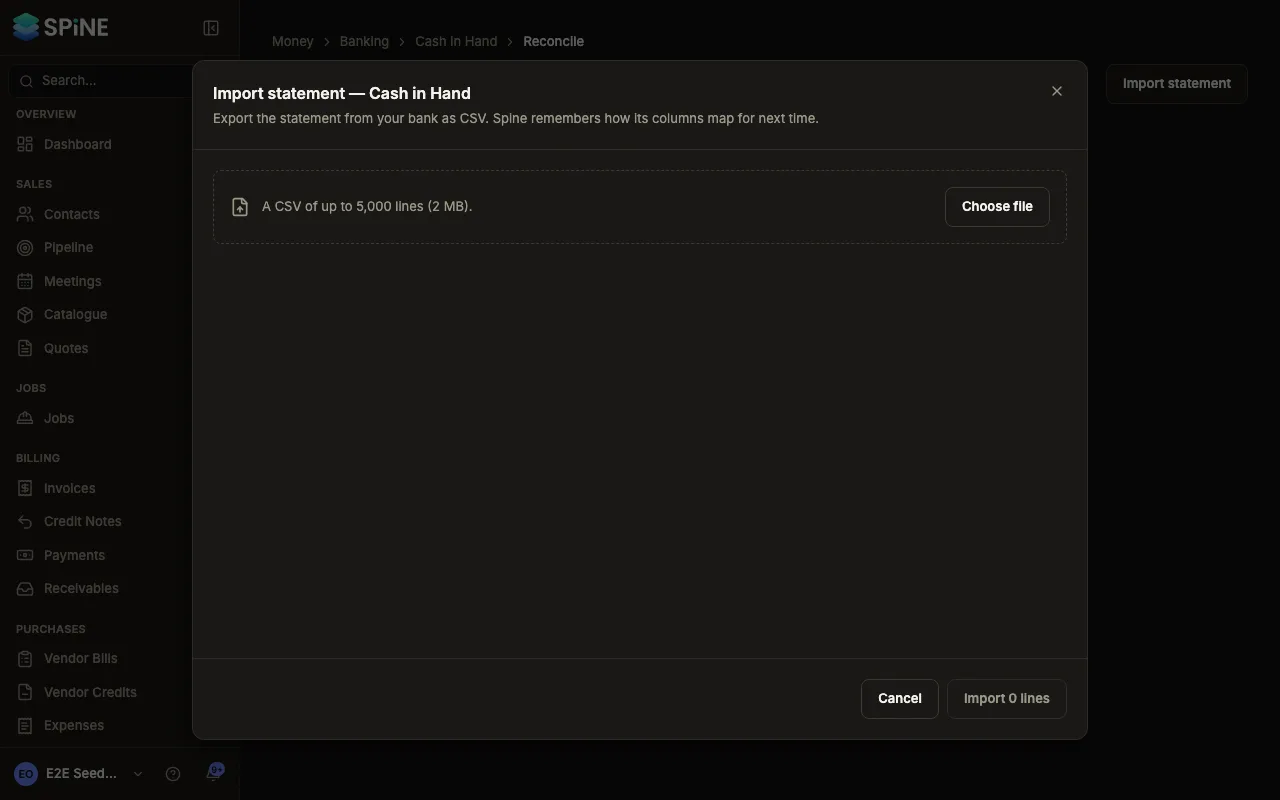 SPiNE
Money > Banking > Cash in Hand > Reconcile
Search...
Import statement
Import statement — Cash in Hand
Export the statement from your bank as CSV. Spine remembers how its columns map for next time.
A CSV of up to 5,000 lines (2 MB).
Choose file
Cancel
Import 0 lines
OVERVIEW
Dashboard
SALES
Contacts
Pipeline
Meetings
Catalogue
Quotes
JOBS
Jobs
BILLING
Invoices
Credit Notes
Payments
Receivables
PURCHASES
Vendor Bills
Vendor Credits
Expenses
EO
E2E Seed...
9+